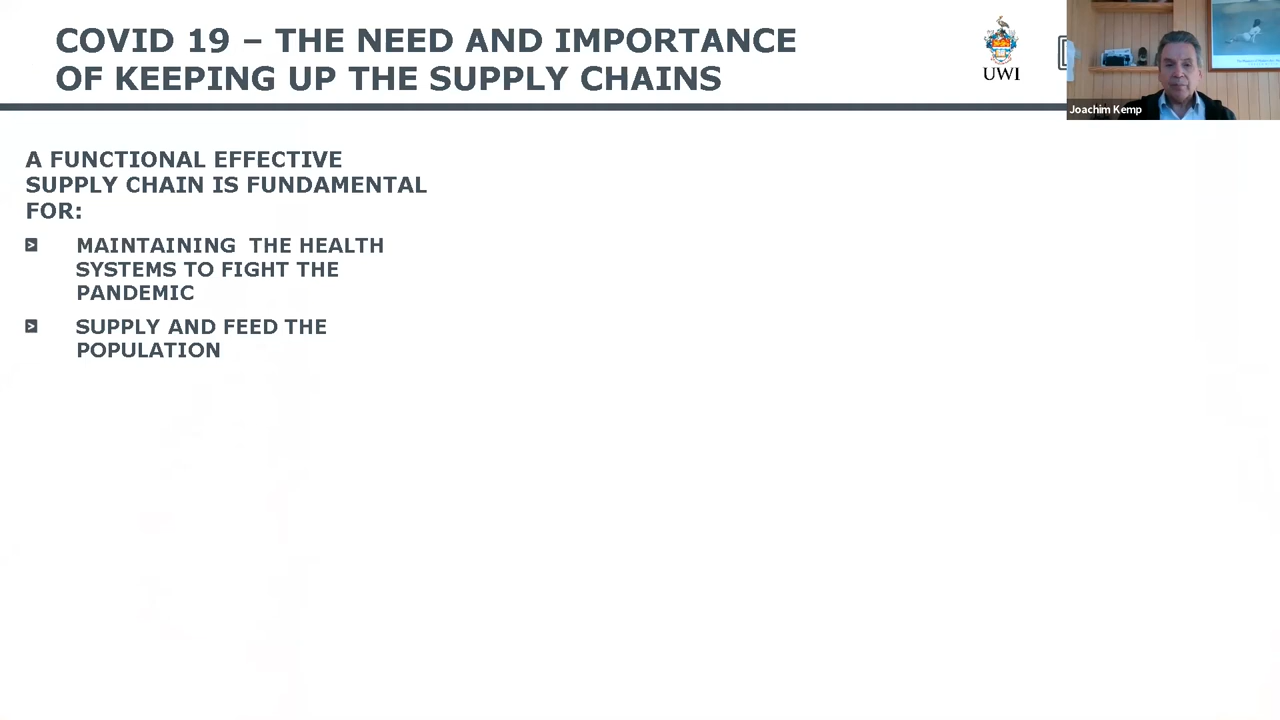 COVID 19 – THE NEED AND IMPORTANCE
OF KEEPING UP THE SUPPLY CHAINS
UWI
Joachim Kemp
A FUNCTIONAL EFFECTIVE
SUPPLY CHAIN IS FUNDAMENTAL
FOR:
MAINTAINING THE HEALTH
SYSTEMS TO FIGHT THE
PANDEMIC
SUPPLY AND FEED THE
POPULATION